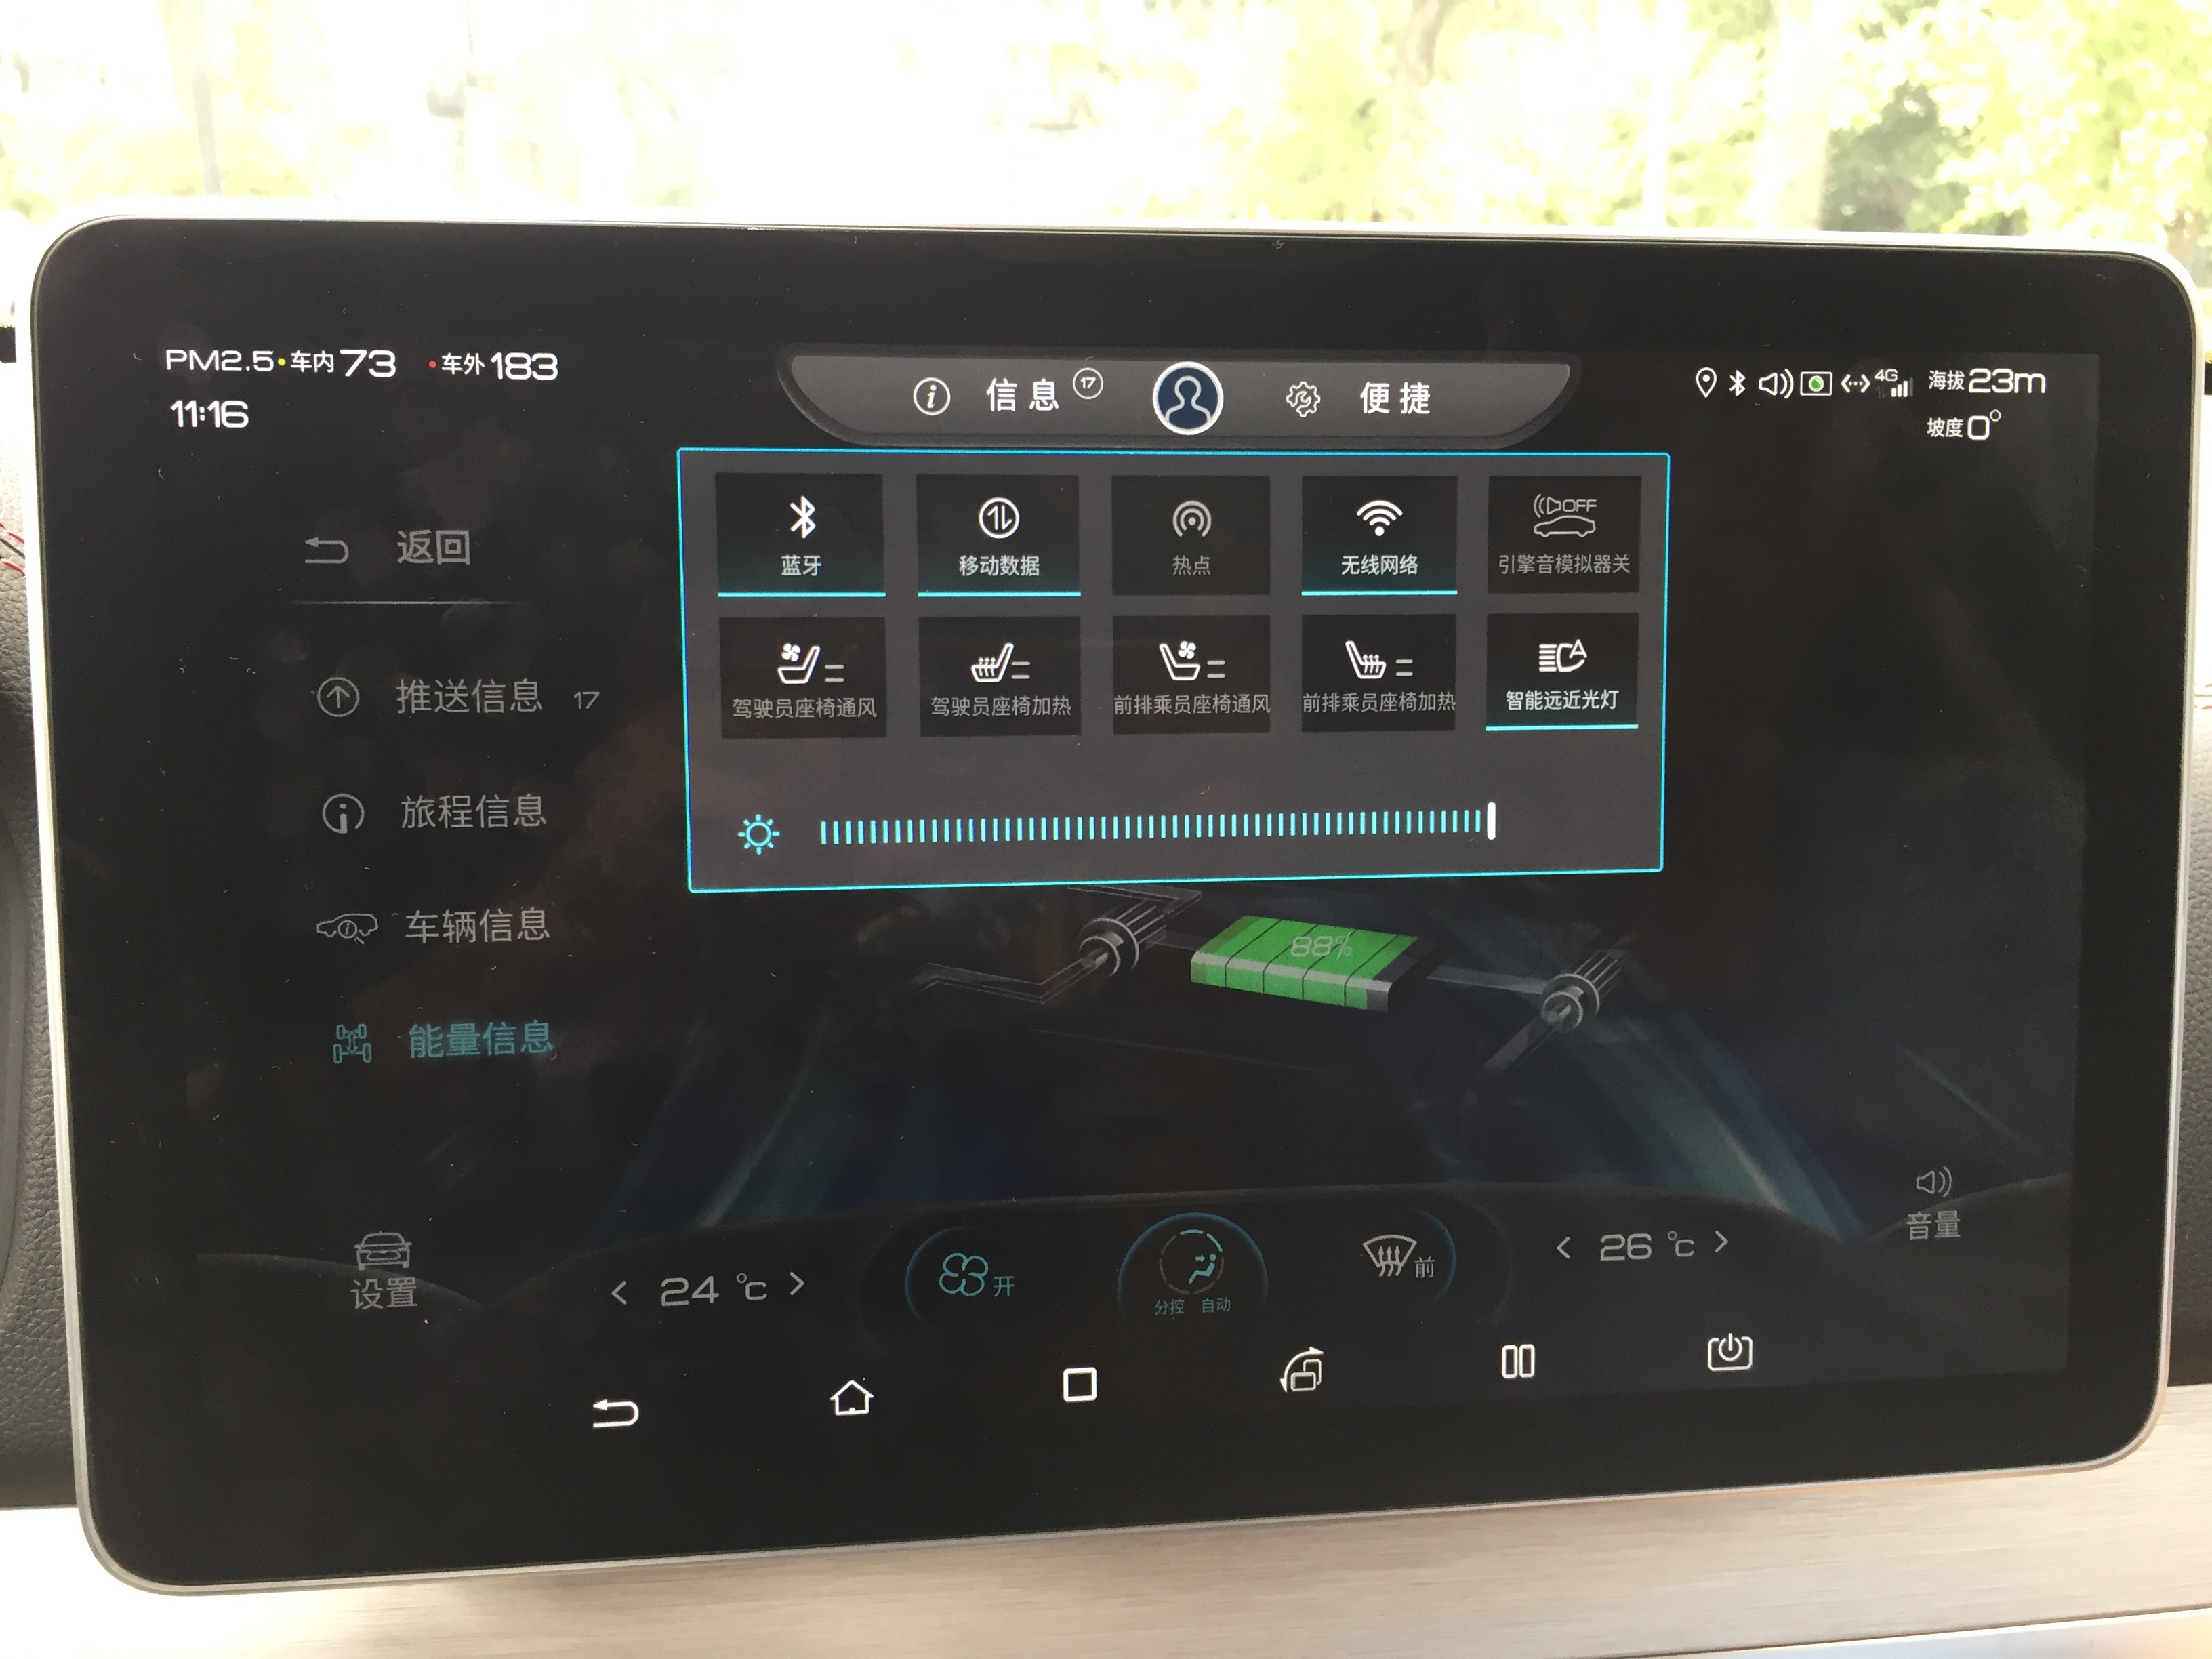 PM2.5 车内 73 车外 183
11:16
信息 17 便捷
4G 海拔 23m
坡度 0°
返回
推送信息 17
旅程信息
车辆信息
能量信息
蓝牙 移动数据 热点 无线网络 OFF 引擎音模拟器关
驾驶员座椅通风 驾驶员座椅加热 前排乘员座椅通风 前排乘员座椅加热 A 智能远近光灯
88%
设置
< 24 °C >
开
分控 自动
前
< 26 °C >
音量